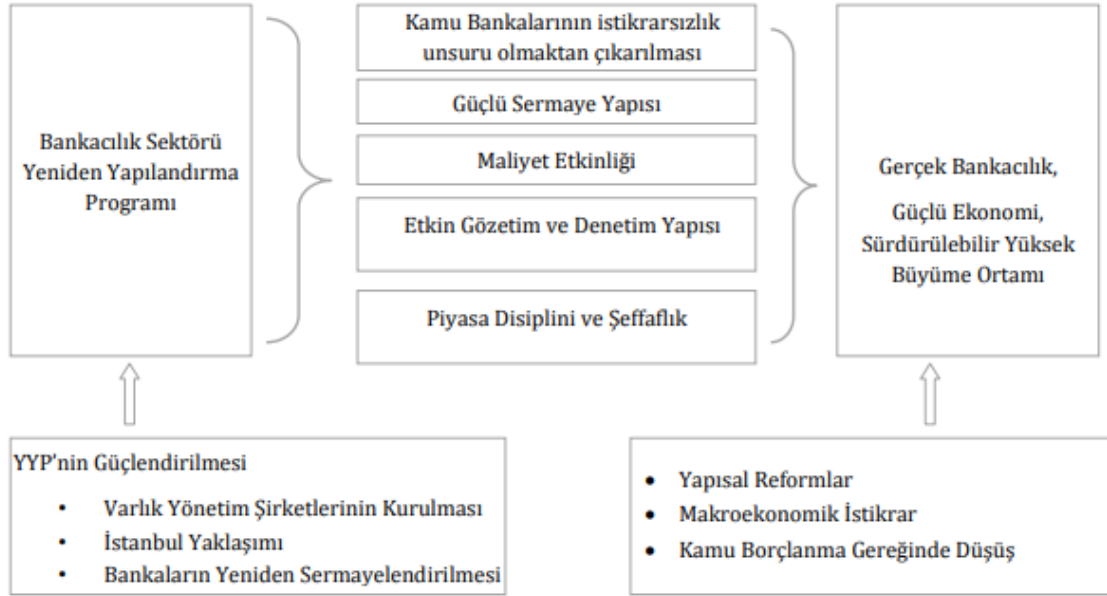 Bankacılık Sektörü
Yeniden Yapılandırma
Programı
Kamu Bankalarının istikrarsızlık
unsuru olmaktan çıkarılması
Güçlü Sermaye Yapısı
Maliyet Etkinliği
Etkin Gözetim ve Denetim Yapısı
Piyasa Disiplini ve Şeffaflık
Gerçek Bankacılık,
Güçlü Ekonomi,
Sürdürülebilir Yüksek
Büyüme Ortamı
YYP'nin Güçlendirilmesi
• Varlık Yönetim Şirketlerinin Kurulması
• İstanbul Yaklaşımı
• Bankaların Yeniden Sermayelendirilmesi
• Yapısal Reformlar
• Makroekonomik İstikrar
• Kamu Borçlanma Gereğinde Düşüş